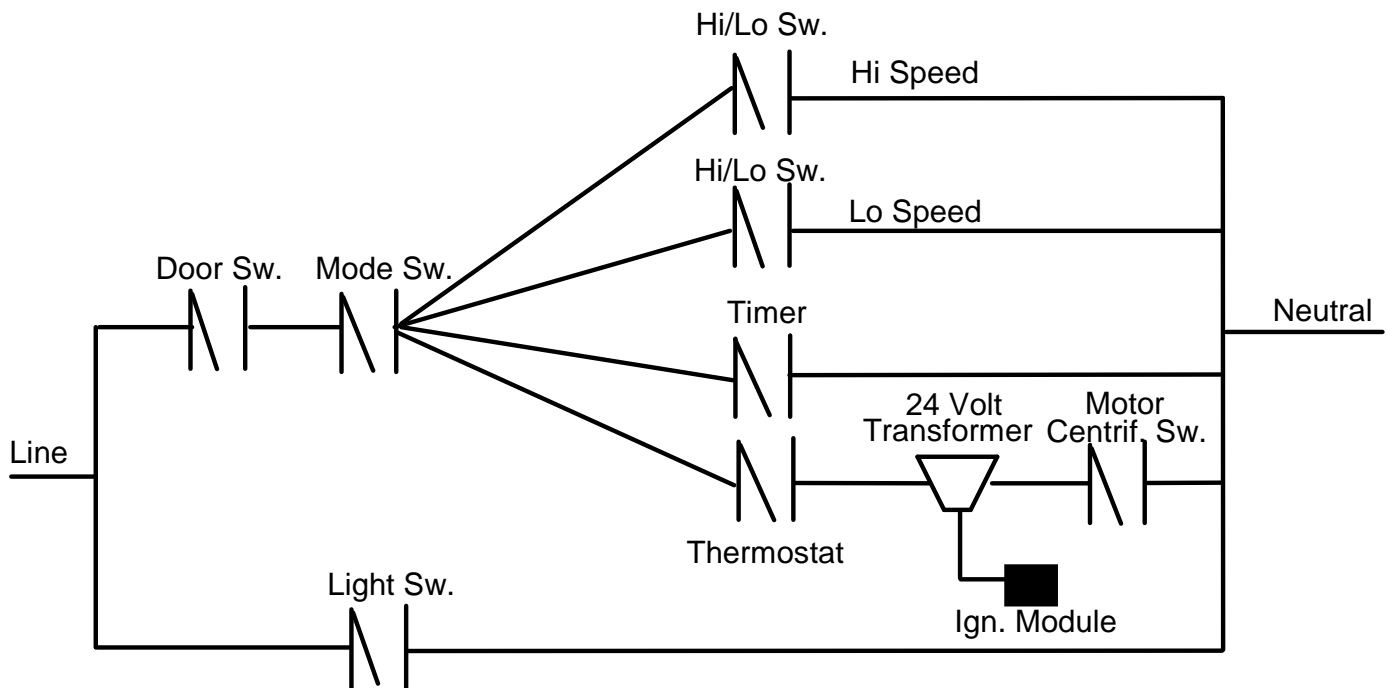 Hi/Lo Sw.
Hi Speed
Hi/Lo Sw.
Lo Speed
Door Sw.
Mode Sw.
Timer
Neutral
24 Volt
Transformer
Motor
Centrif. Sw.
Line
Thermostat
Light Sw.
Ign. Module